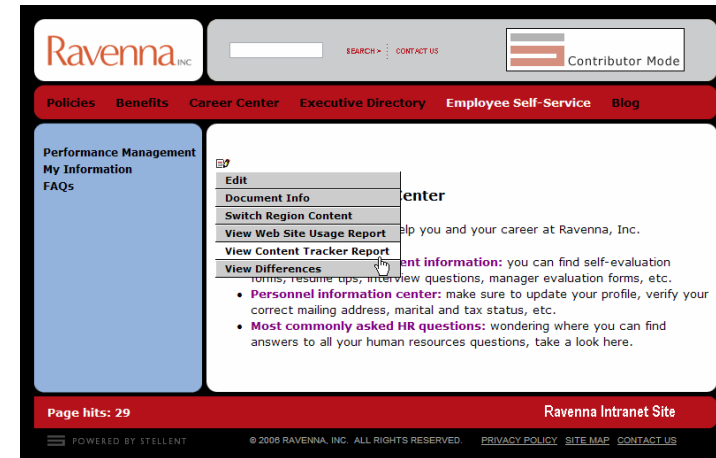 Ravenna INC
SEARCH > CONTACT US
Contributor Mode
Policies Benefits Career Center Executive Directory Employee Self-Service Blog
Performance Management
My Information
FAQs
Edit
Document Info
Switch Region Content
View Web Site Usage Report
View Content Tracker Report
View Differences
enter
elp you and your career at Ravenna, Inc.
ent information: you can find self-evaluation
forms, resume tips, interview questions, manager evaluation forms, etc.
• Personnel information center: make sure to update your profile, verify your
correct mailing address, marital and tax status, etc.
• Most commonly asked HR questions: wondering where you can find
answers to all your human resources questions, take a look here.
Page hits: 29
Ravenna Intranet Site
POWERED BY STELLENT
© 2006 RAVENNA, INC. ALL RIGHTS RESERVED. PRIVACY POLICY SITE MAP CONTACT US